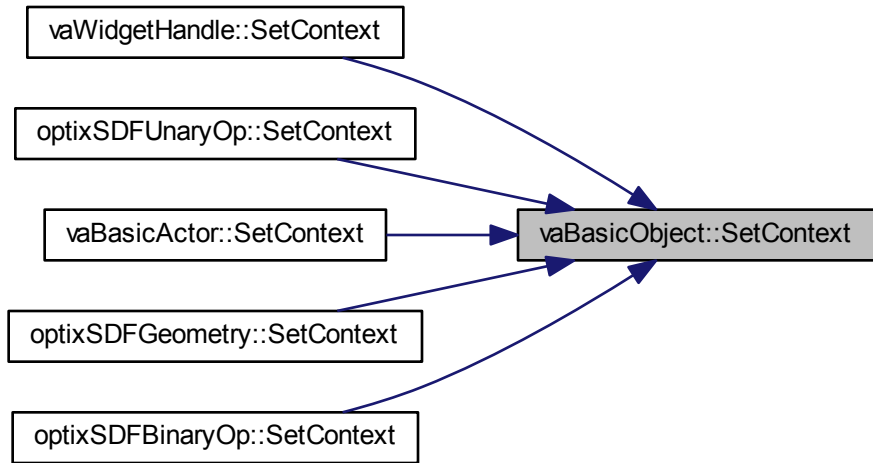 vaWidgetHandle::SetContext
optixSDFUnaryOp::SetContext
vaBasicActor::SetContext
vaBasicObject::SetContext
optixSDFGeometry::SetContext
optixSDFBinaryOp::SetContext